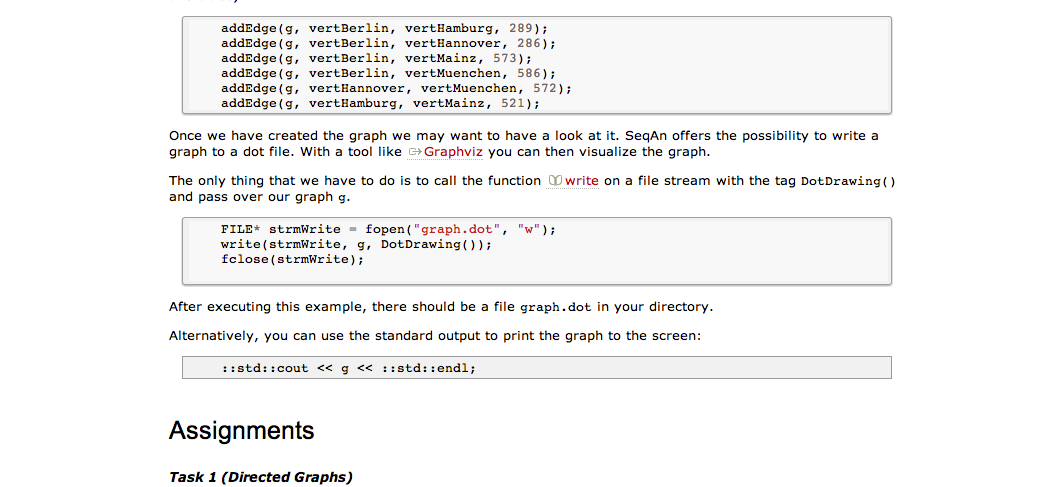 addEdge(g, vertBerlin, vertHamburg, 289);
addEdge(g, vertBerlin, vertHannover, 286);
addEdge(g, vertBerlin, vertMainz, 573);
addEdge(g, vertBerlin, vertMuenchen, 586);
addEdge(g, vertHannover, vertMuenchen, 572);
addEdge(g, vertHamburg, vertMainz, 521);
Once we have created the graph we may want to have a look at it. SeqAn offers the possibility to write a
graph to a dot file. With a tool like Graphviz you can then visualize the graph.
The only thing that we have to do is to call the function write on a file stream with the tag DotDrawing()
and pass over our graph g.
FILE* strmWrite = fopen("graph.dot", "w");
write(strmWrite, g, DotDrawing());
fclose(strmWrite);
After executing this example, there should be a file graph.dot in your directory.
Alternatively, you can use the standard output to print the graph to the screen:
::std::cout << g << ::std::endl;
Assignments
Task 1 (Directed Graphs)